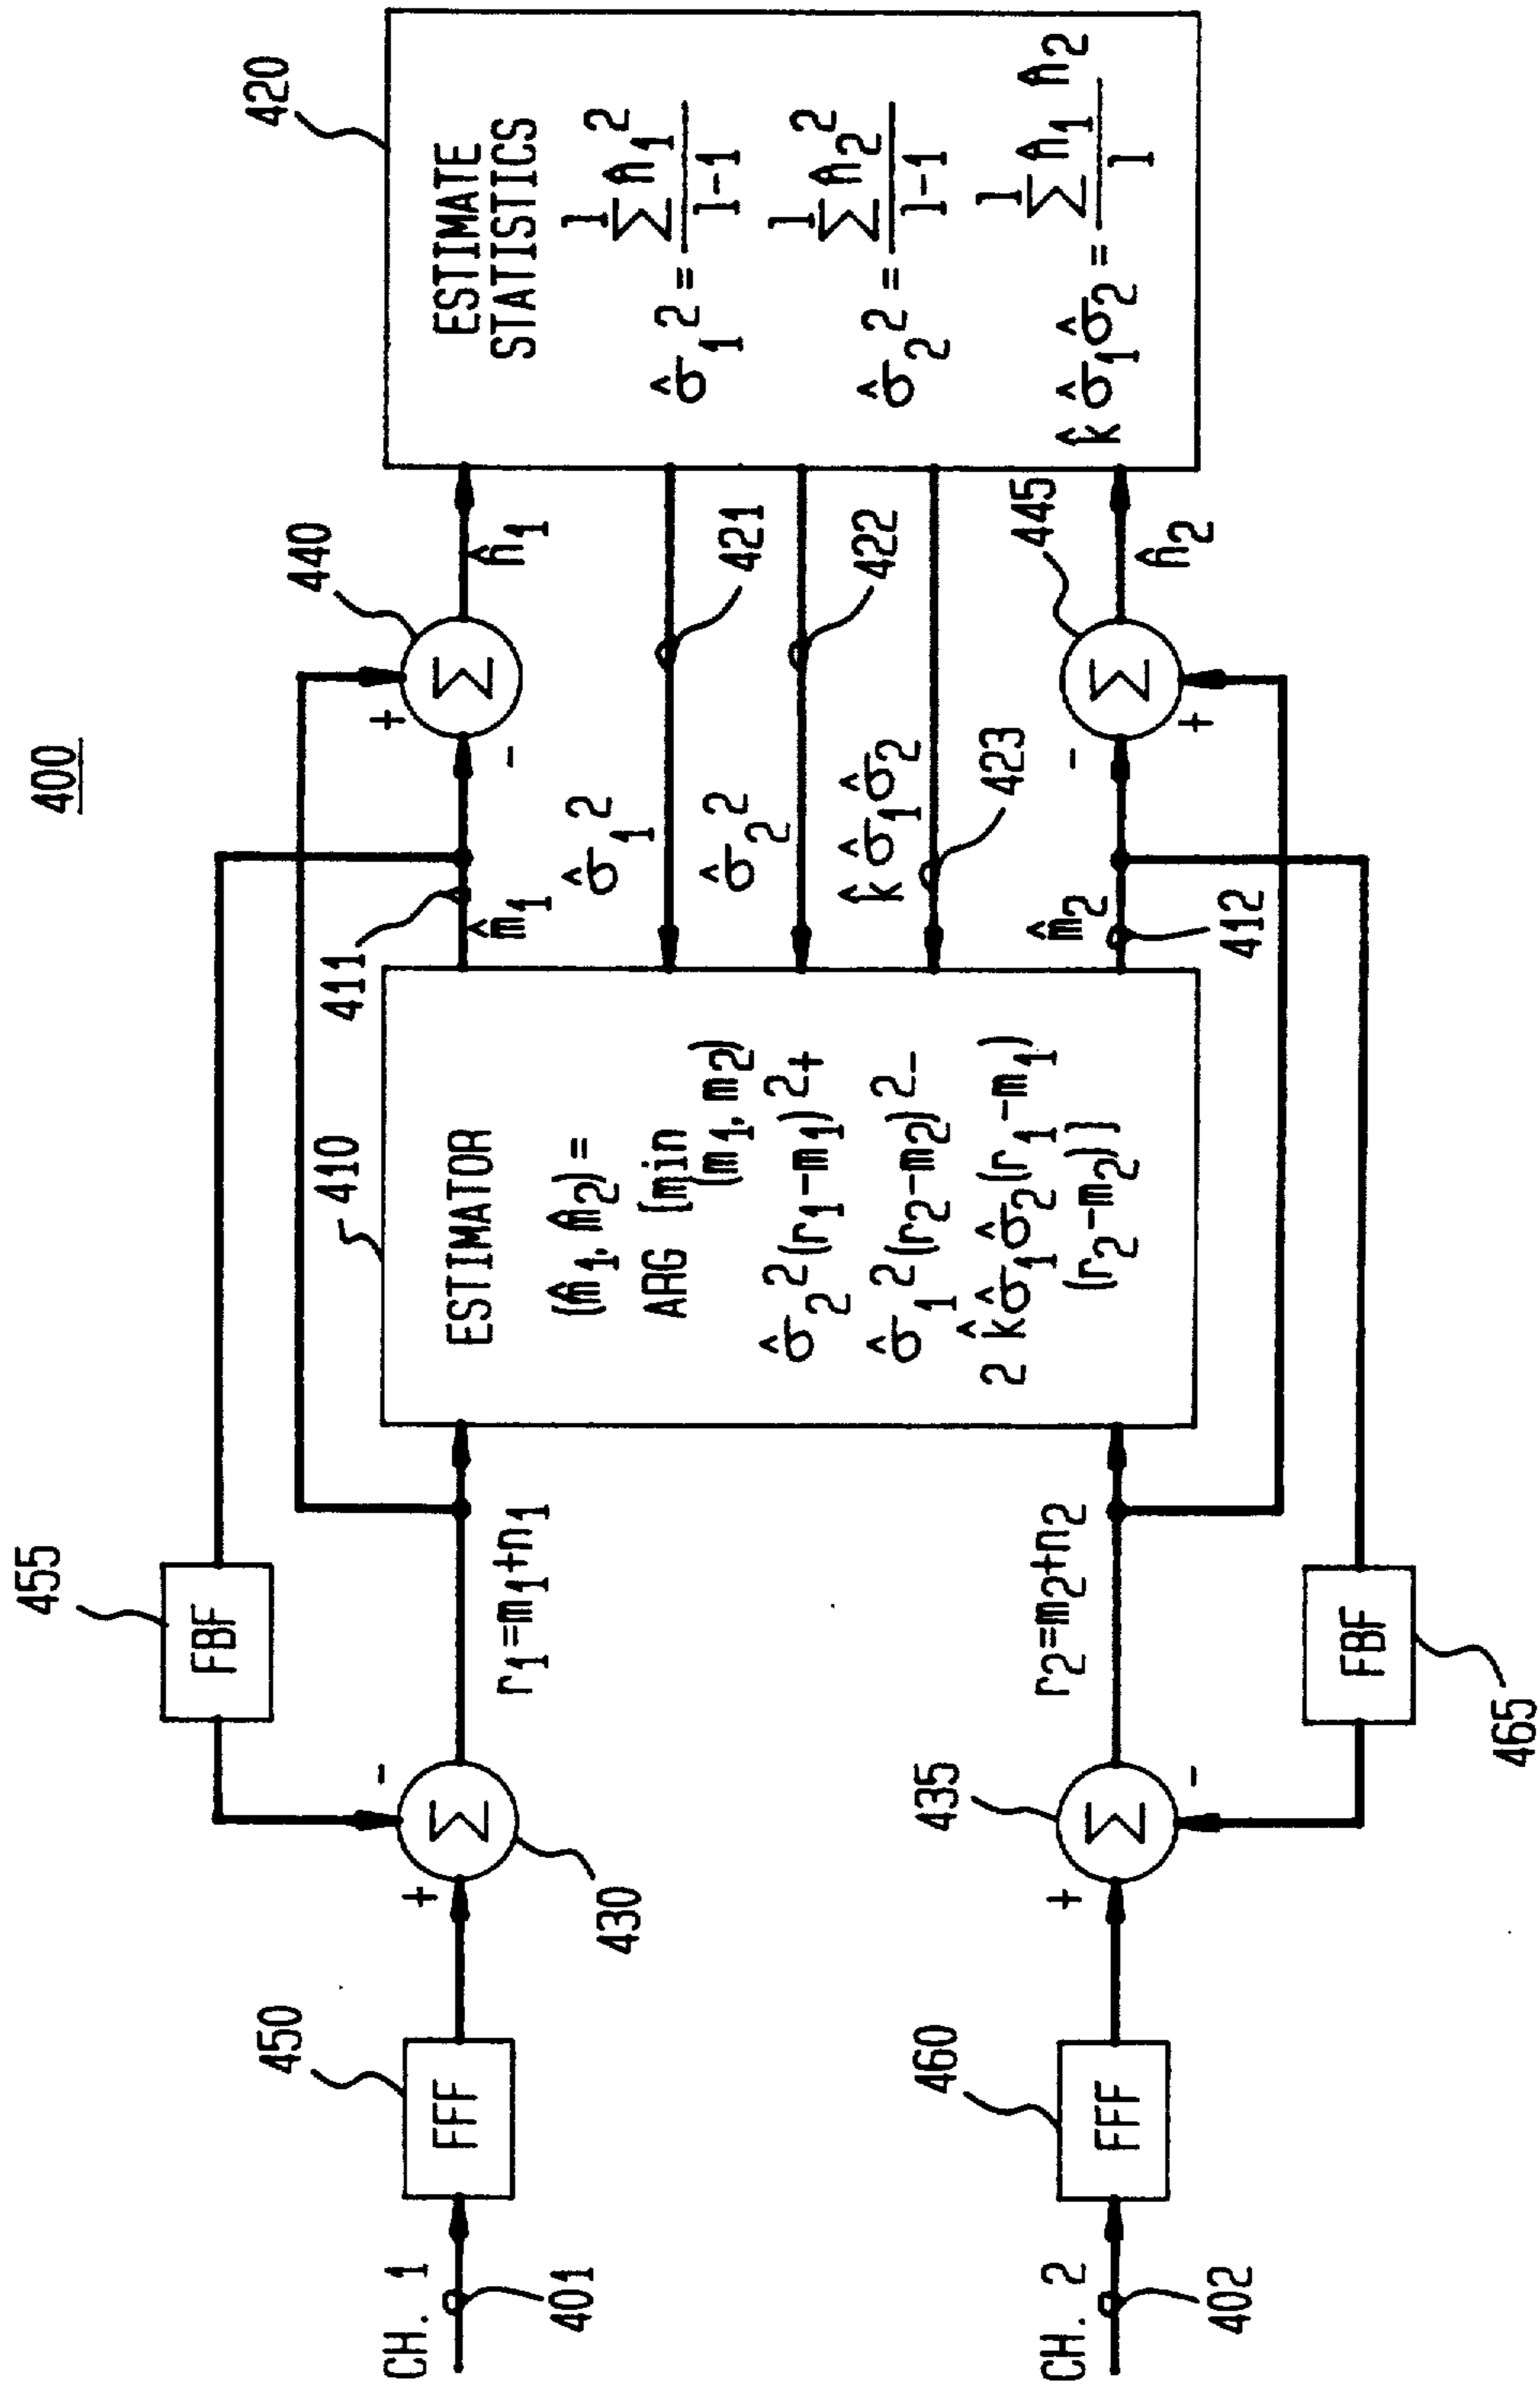 400
CH. 1
401
450
FFF
+
-
Σ
430
455
FBF
r₁=m₁+n₁
410
ESTIMATOR
(m̂₁, m̂₂) =
ARG [min
(m₁, m₂)
σ̂₂²(r₁-m₁)²+
σ̂₁²(r₂-m₂)²-
2 k̂σ̂₁σ̂₂(r₁-m₁)
(r₂-m₂)]
411
m̂₁
440
+
-
Σ
n̂₁
σ̂₁²
421
σ̂₂²
422
k̂σ̂₁σ̂₂
423
420
ESTIMATE
STATISTICS
σ̂₁² = l Σ n̂₁² / l-1
σ̂₂² = l Σ n̂₂² / l-1
k̂σ̂₁σ̂₂ = l Σ n̂₁ n̂₂ / l
CH. 2
402
460
FFF
+
-
Σ
435
r₂=m₂+n₂
FBF
465
m̂₂
412
-
+
Σ
445
n̂₂